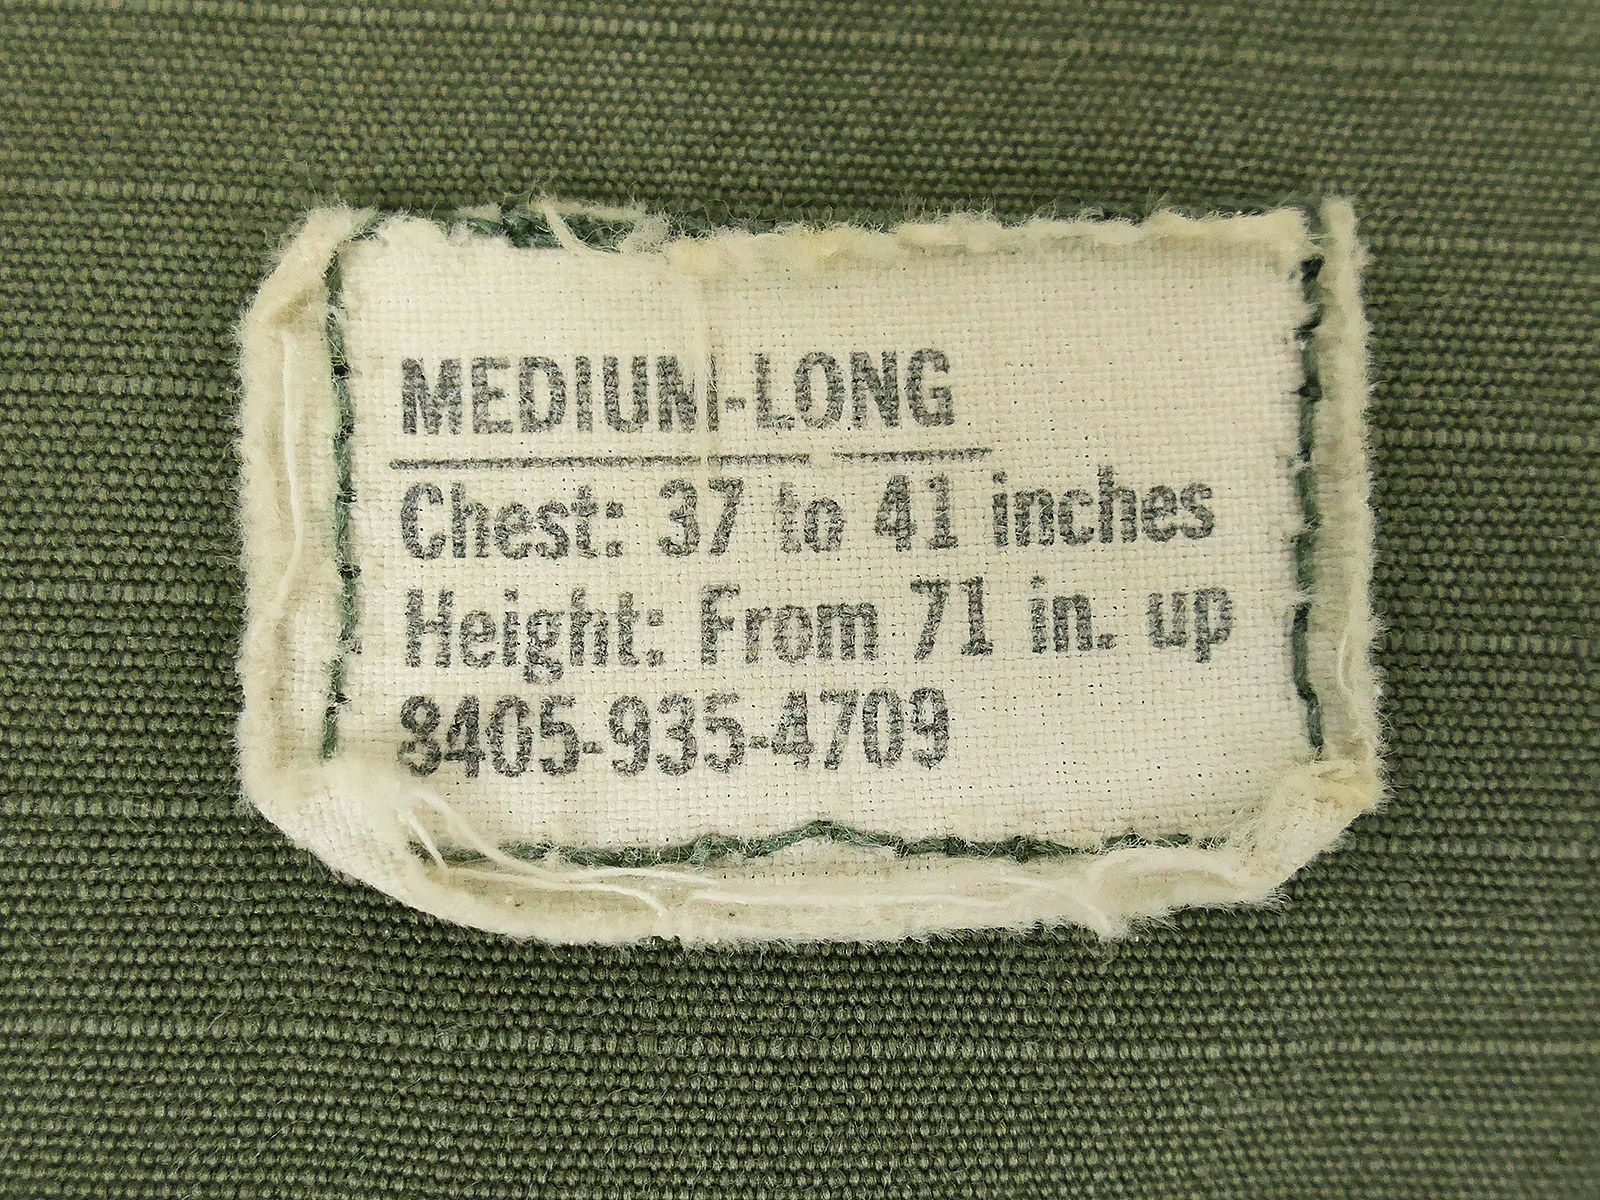 MEDIUM-LONG
Chest: 37 to 41 inches
Height: From 71 in. up
8405-935-4709